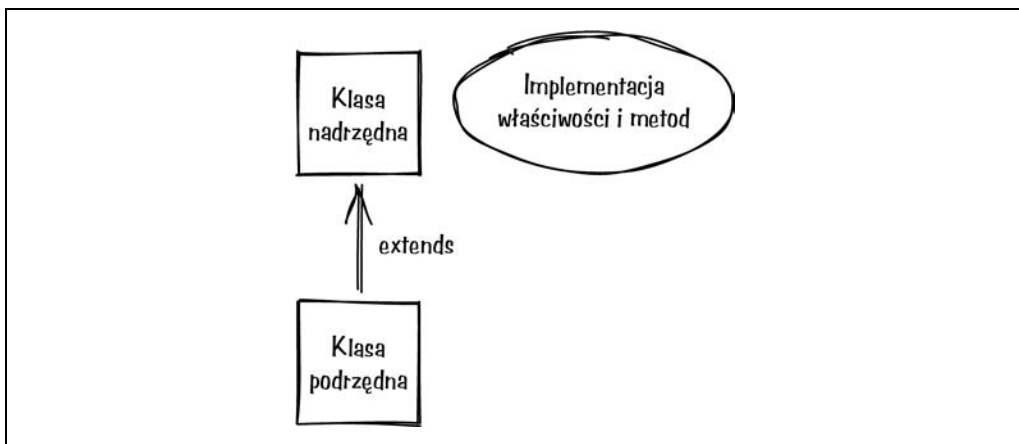 Klasa
nadrzędna
Implementacja
właściwości i metod
extends
Klasa
podrzędna